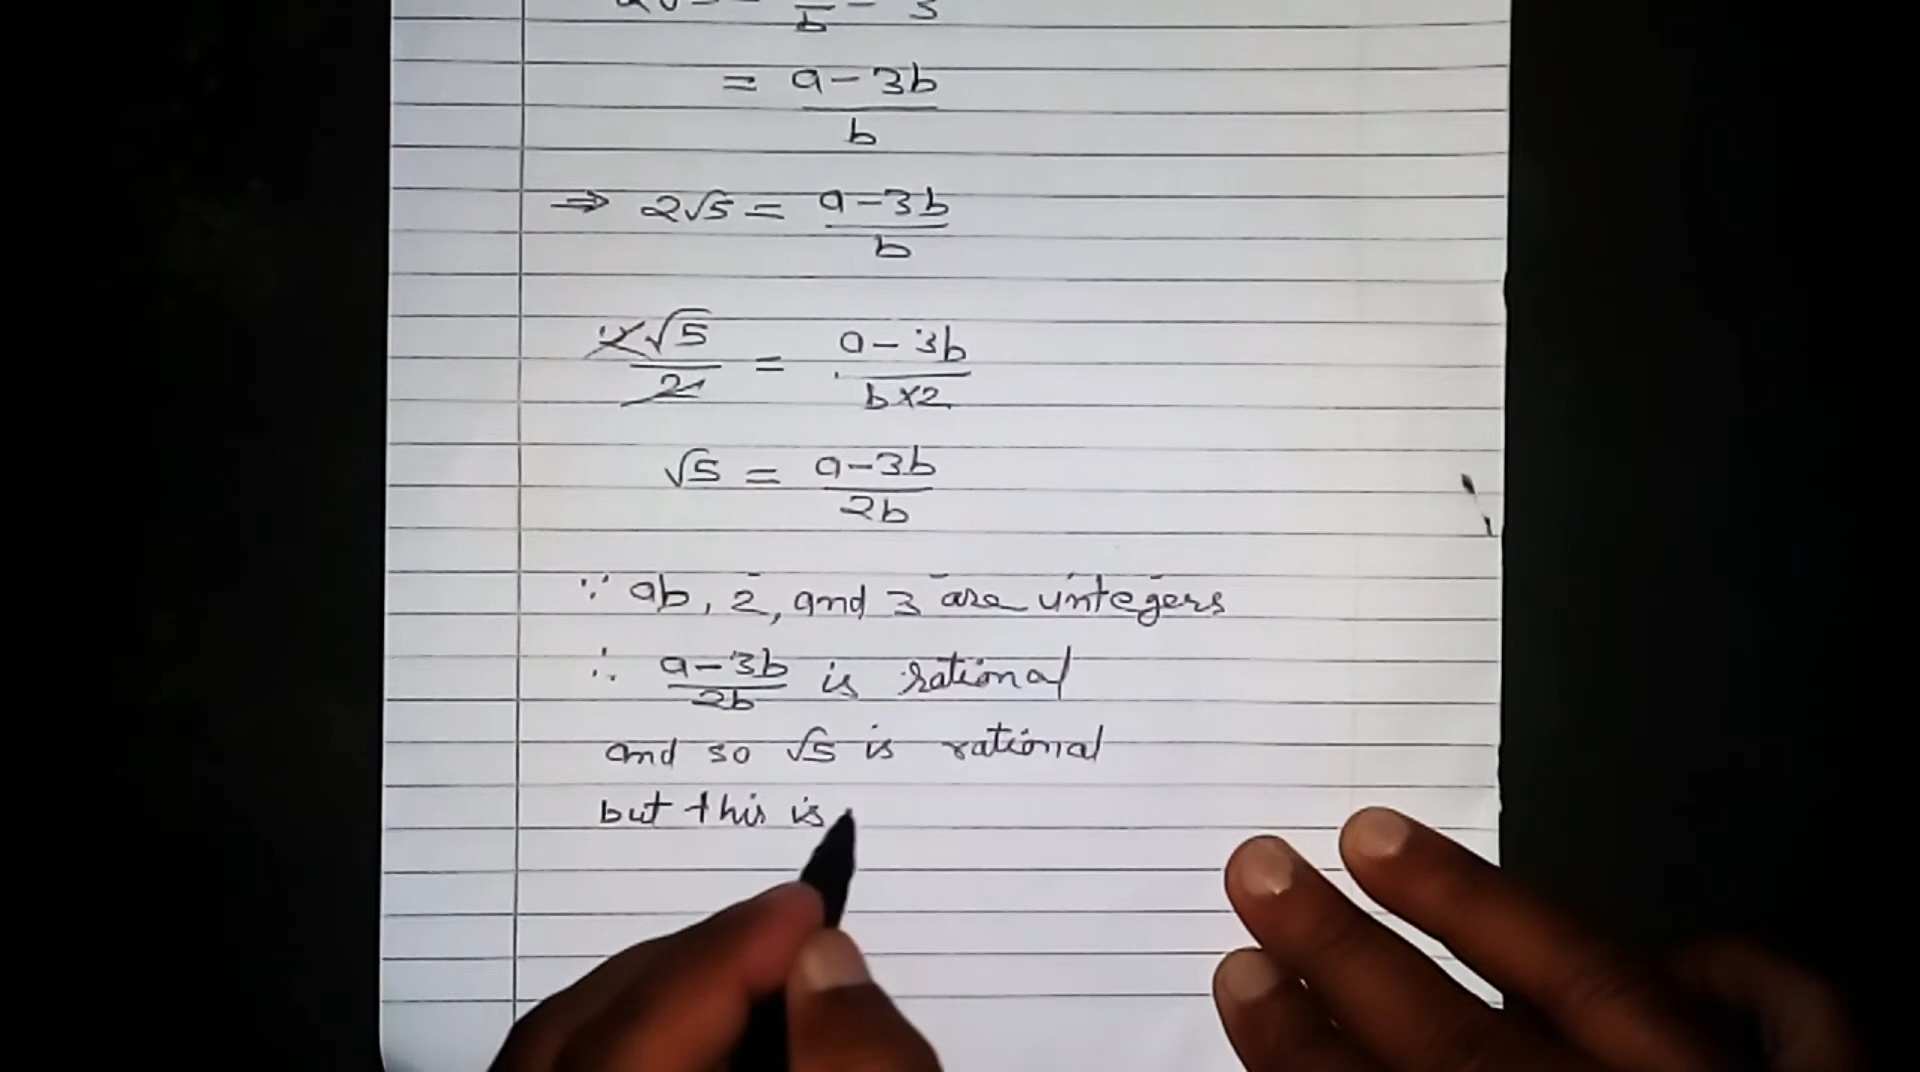 b - 3
= a-3b/b
⇒ 2√5 = a-3b/b
2√5/2 = a-3b/b×2
√5 = a-3b/2b
∵ ab, 2, and 3 are integers
∴ a-3b/2b is rational
and so √5 is rational
but this is